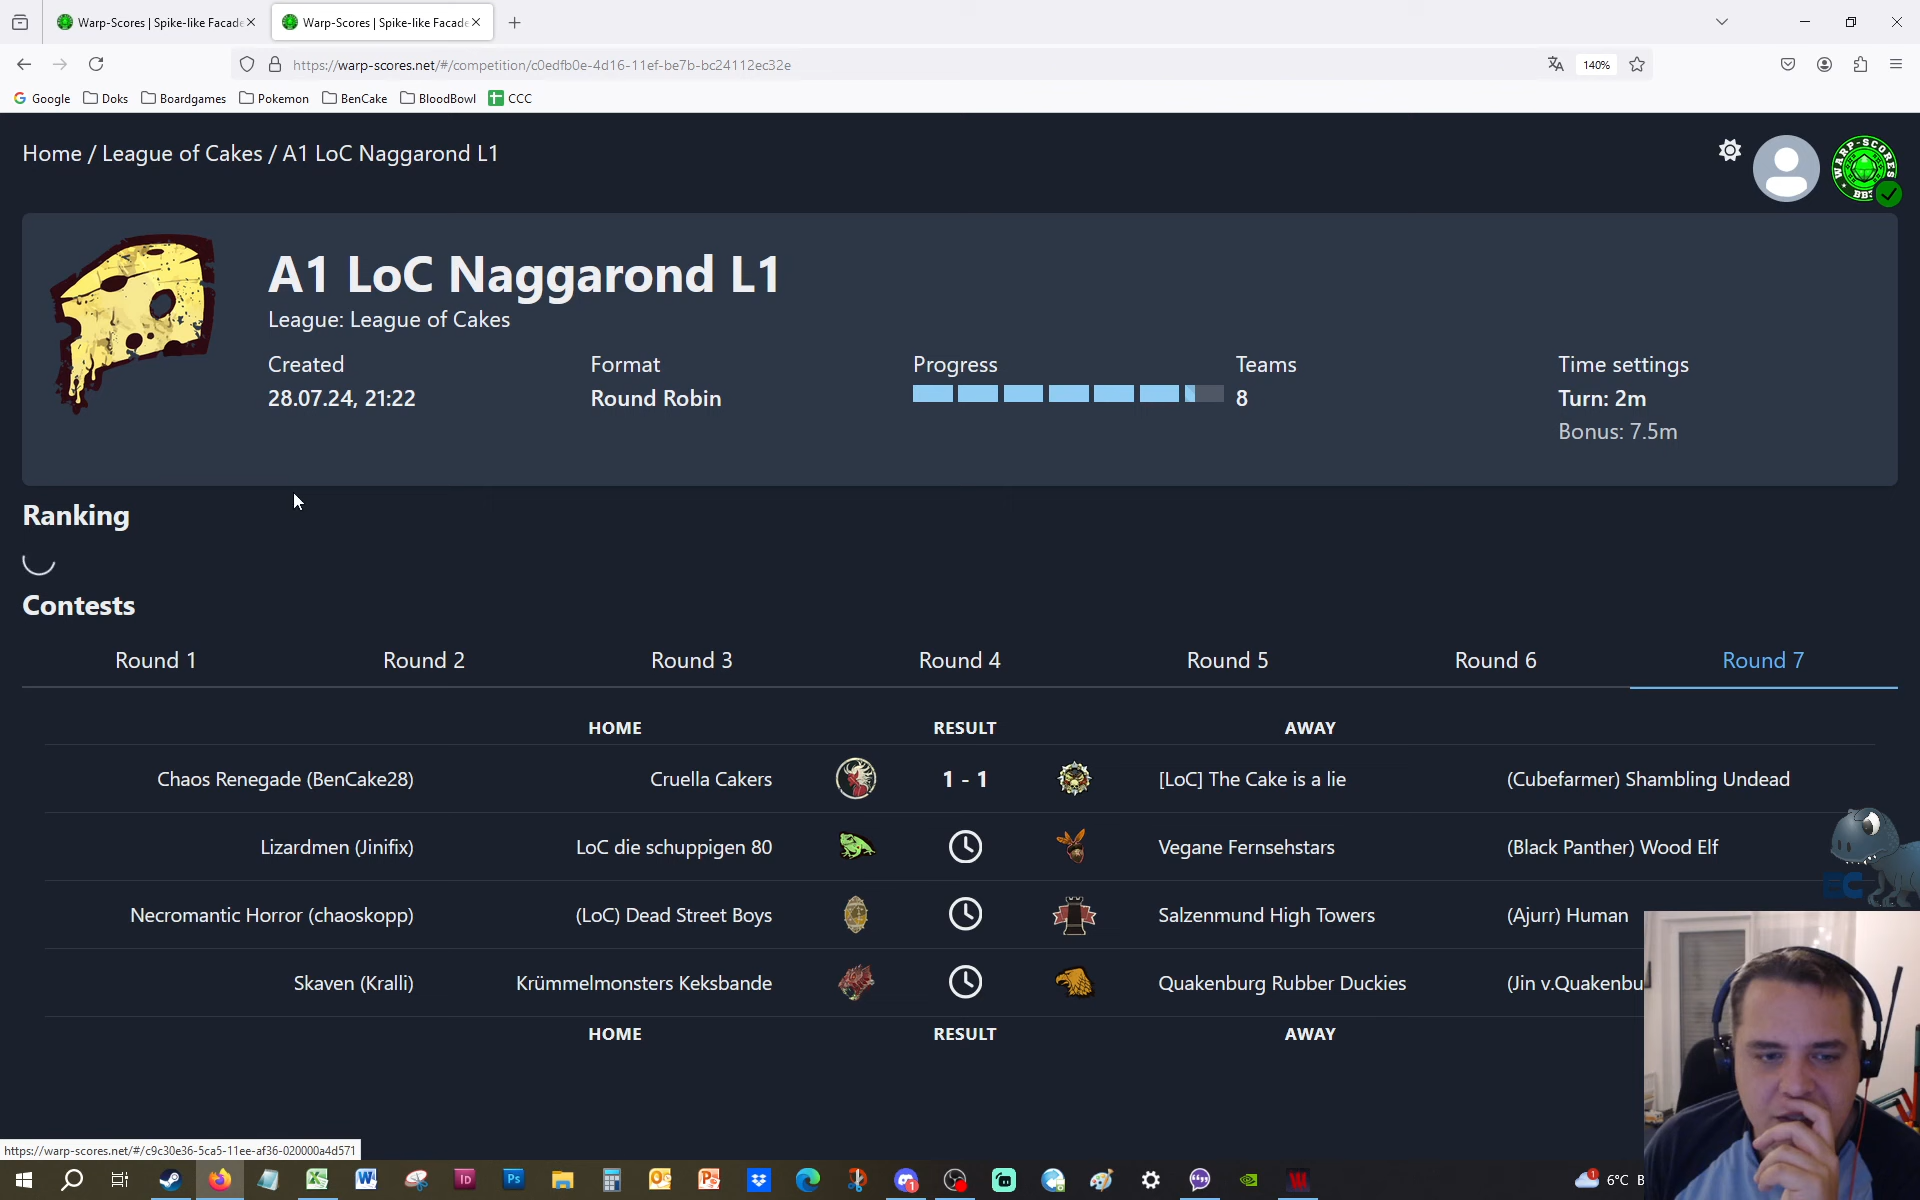 Warp-Scores | Spike-like Facade
Warp-Scores | Spike-like Facade
https://warp-scores.net/#/competition/c0edfb0e-4d16-11ef-be7b-bc24112ec32e
140%
Google Doks Boardgames Pokemon BenCake BloodBowl CCC
Home / League of Cakes / A1 LoC Naggarond L1
WARP-SCORES
A1 LoC Naggarond L1
League: League of Cakes
Created Format Progress Teams Time settings
28.07.24, 21:22 Round Robin 8 Turn: 2m
Bonus: 7.5m
Ranking
Contests
Round 1 Round 2 Round 3 Round 4 Round 5 Round 6 Round 7
HOME RESULT AWAY
Chaos Renegade (BenCake28) Cruella Cakers 1 - 1 [LoC] The Cake is a lie (Cubefarmer) Shambling Undead
Lizardmen (Jinifix) LoC die schuppigen 80 Vegane Fernsehstars (Black Panther) Wood Elf
EC
Necromantic Horror (chaoskopp) (LoC) Dead Street Boys Salzenmund High Towers (Ajurr) Human
Skaven (Kralli) Krümmelmonsters Keksbande Quakenburg Rubber Duckies (Jin v.Quakenbu
HOME RESULT AWAY
https://warp-scores.net/#/c9c30e36-5ca5-11ee-af36-020000a4d571
6°C B